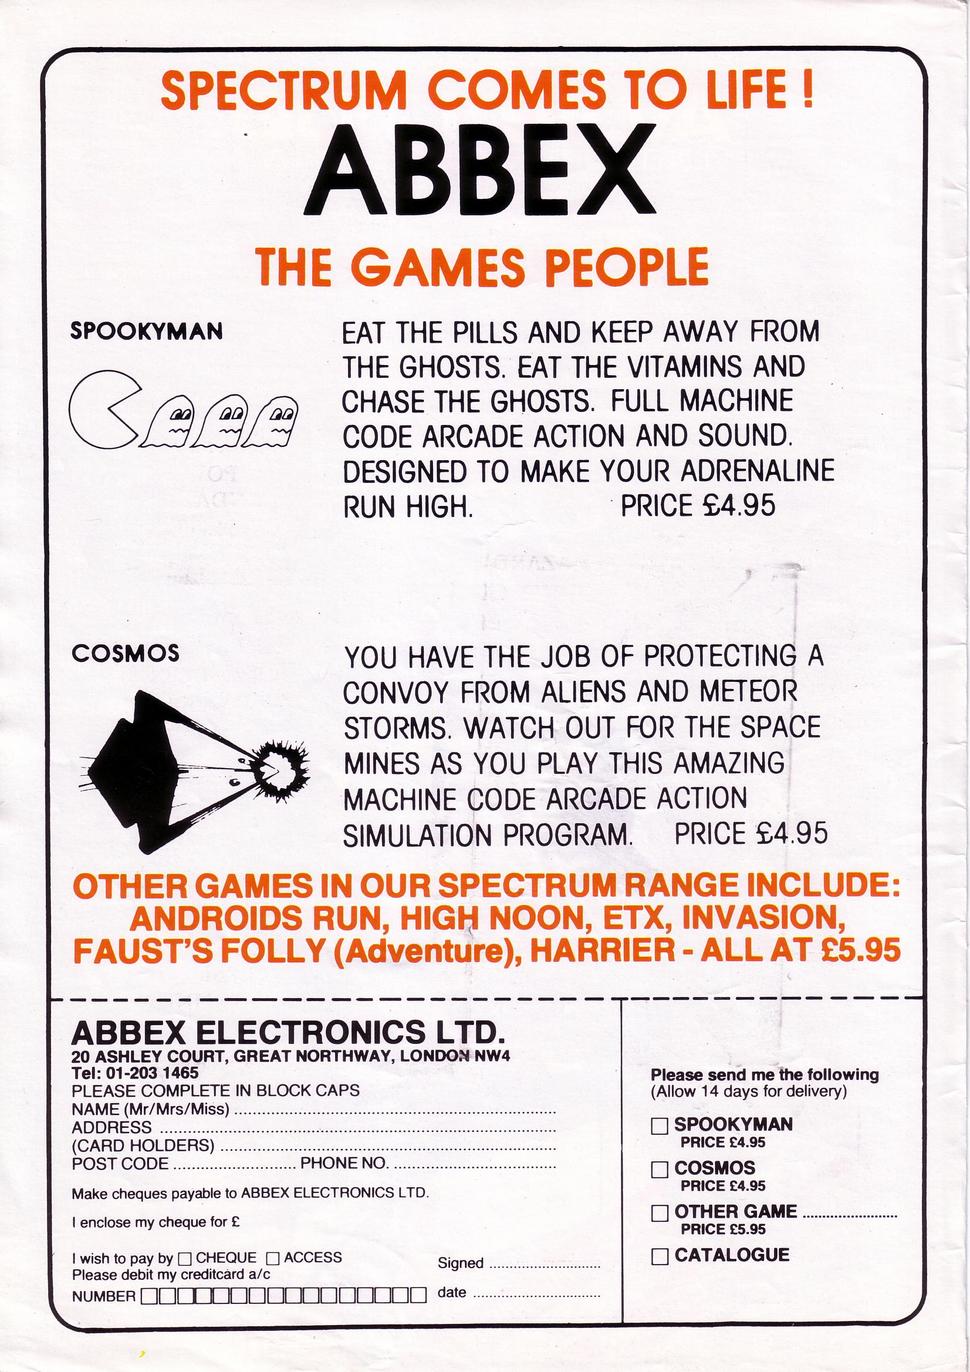 SPECTRUM COMES TO LIFE !
ABBEX
THE GAMES PEOPLE
SPOOKYMAN
EAT THE PILLS AND KEEP AWAY FROM
THE GHOSTS. EAT THE VITAMINS AND
CHASE THE GHOSTS. FULL MACHINE
CODE ARCADE ACTION AND SOUND.
DESIGNED TO MAKE YOUR ADRENALINE
RUN HIGH. PRICE £4.95
COSMOS
YOU HAVE THE JOB OF PROTECTING A
CONVOY FROM ALIENS AND METEOR
STORMS. WATCH OUT FOR THE SPACE
MINES AS YOU PLAY THIS AMAZING
MACHINE CODE ARCADE ACTION
SIMULATION PROGRAM. PRICE £4.95
OTHER GAMES IN OUR SPECTRUM RANGE INCLUDE:
ANDROIDS RUN, HIGH NOON, ETX, INVASION,
FAUST'S FOLLY (Adventure), HARRIER - ALL AT £5.95
ABBEX ELECTRONICS LTD.
20 ASHLEY COURT, GREAT NORTHWAY, LONDON NW4
Tel: 01-203 1465
PLEASE COMPLETE IN BLOCK CAPS
NAME (Mr/Mrs/Miss)
ADDRESS
(CARD HOLDERS)
POST CODE PHONE NO.
Make cheques payable to ABBEX ELECTRONICS LTD.
I enclose my cheque for £
I wish to pay by CHEQUE ACCESS
Please debit my creditcard a/c
NUMBER
Signed
date
Please send me the following
(Allow 14 days for delivery)
SPOOKYMAN
PRICE £4.95
COSMOS
PRICE £4.95
OTHER GAME
PRICE £5.95
CATALOGUE